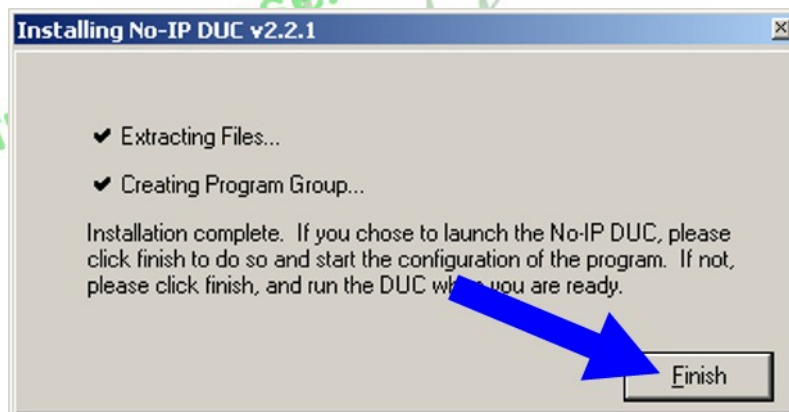 Installing No-IP DUC v2.2.1
Extracting Files...
Creating Program Group...
Installation complete. If you chose to launch the No-IP DUC, please
click finish to do so and start the configuration of the program. If not,
please click finish, and run the DUC you are ready.
Finish